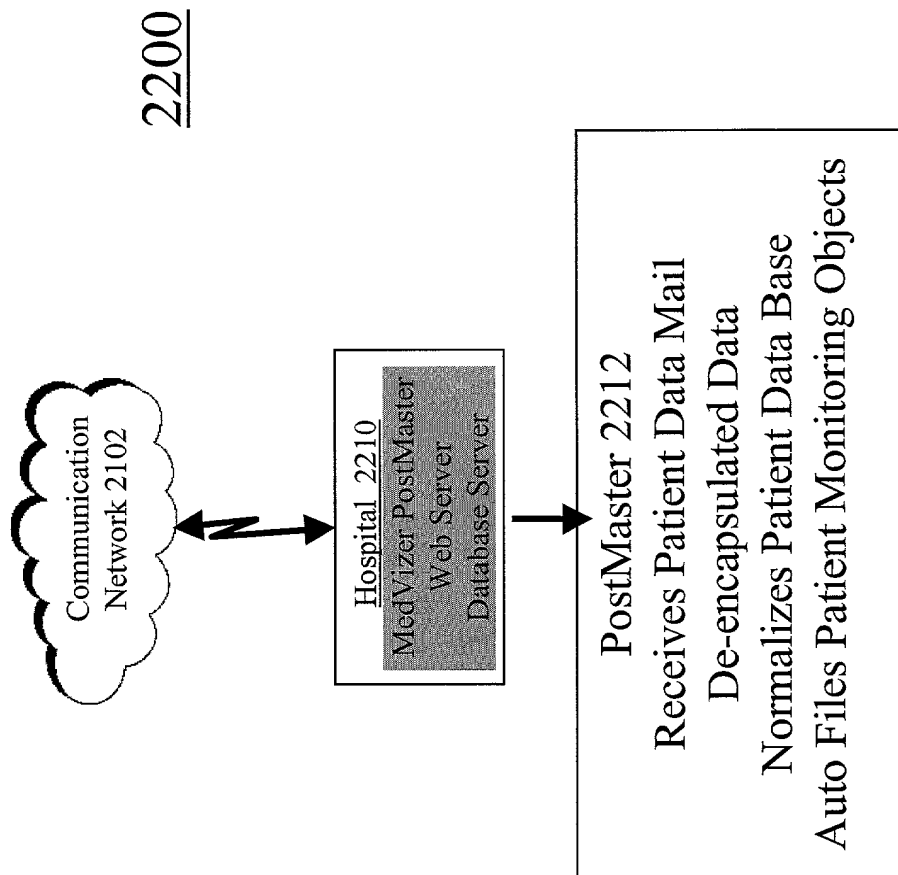 2200
Communication
Network 2102
Hospital 2210
MedVizer PostMaster
Web Server
Database Server
PostMaster 2212
Receives Patient Data Mail
De-encapsulated Data
Normalizes Patient Data Base
Auto Files Patient Monitoring Objects